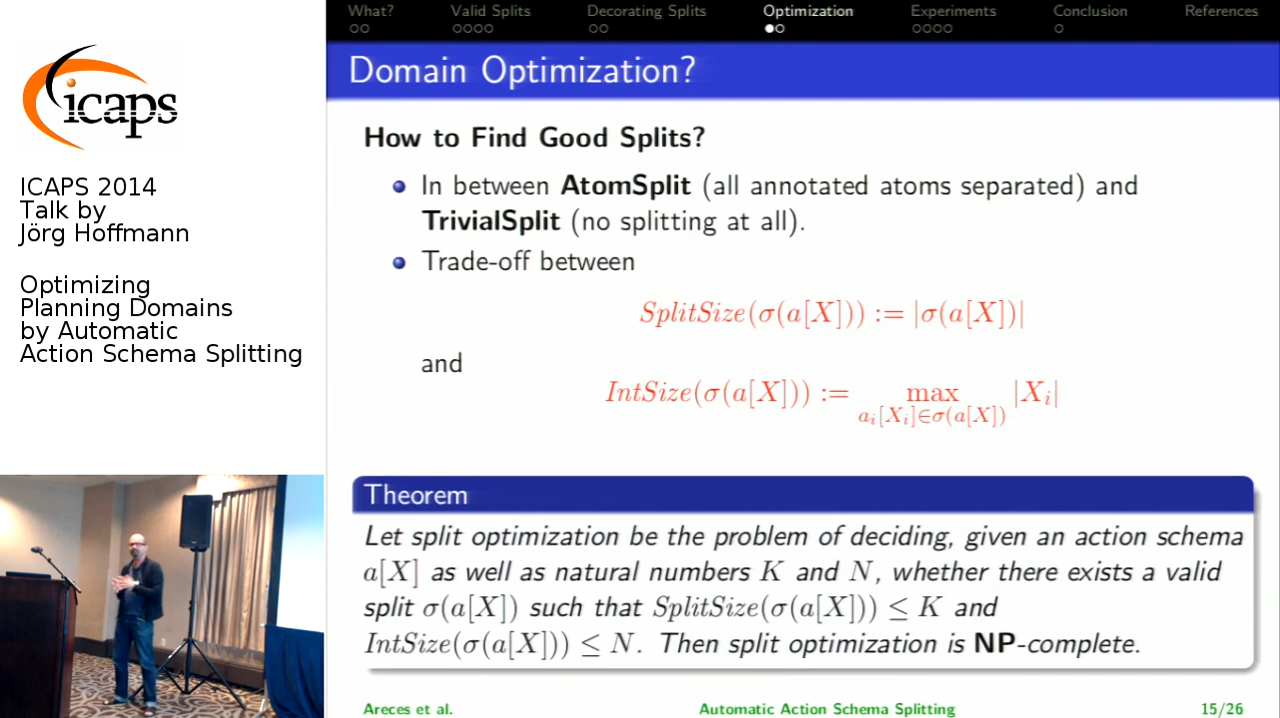 icaps
ICAPS 2014
Talk by
Jörg Hoffmann
Optimizing
Planning Domains
by Automatic
Action Schema Splitting
What? Valid Splits Decorating Splits Optimization Experiments Conclusion References
Domain Optimization?
How to Find Good Splits?
In between AtomSplit (all annotated atoms separated) and
TrivialSplit (no splitting at all).
Trade-off between
SplitSize(σ(a[X])) := |σ(a[X])|
and
IntSize(σ(a[X])) := max |Xᵢ|
aᵢ[Xᵢ]∈σ(a[X])
Theorem
Let split optimization be the problem of deciding, given an action schema
a[X] as well as natural numbers K and N, whether there exists a valid
split σ(a[X]) such that SplitSize(σ(a[X])) ≤ K and
IntSize(σ(a[X])) ≤ N. Then split optimization is NP-complete.
Areces et al. Automatic Action Schema Splitting 15/26